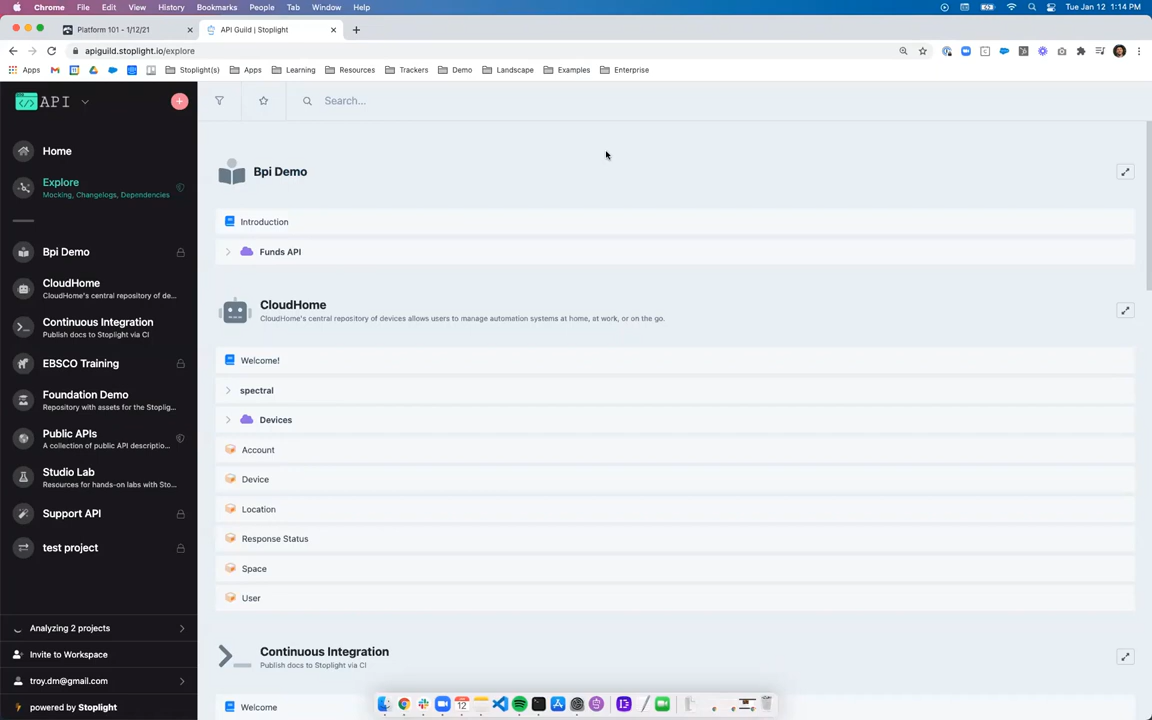 Chrome File Edit View History Bookmarks People Tab Window Help Tue Jan 12 1:14 PM
Platform 101 - 1/12/21 API Guild | Stoplight
apiguild.stoplight.io/explore
Apps Stoplight(s) Apps Learning Resources Trackers Demo Landscape Examples Enterprise
API
Search...
Home
Explore
Mocking, Changelogs, Dependencies
Bpi Demo
CloudHome
CloudHome's central repository of de...
Continuous Integration
Publish docs to Stoplight via CI
EBSCO Training
Foundation Demo
Repository with assets for the Stoplig...
Public APIs
A collection of public API descriptio...
Studio Lab
Resources for hands-on labs with Sto...
Support API
test project
Analyzing 2 projects
Invite to Workspace
troy.dm@gmail.com
powered by Stoplight
Bpi Demo
Introduction
Funds API
CloudHome
CloudHome's central repository of devices allows users to manage automation systems at home, at work, or on the go.
Welcome!
spectral
Devices
Account
Device
Location
Response Status
Space
User
Continuous Integration
Publish docs to Stoplight via CI
Welcome
12